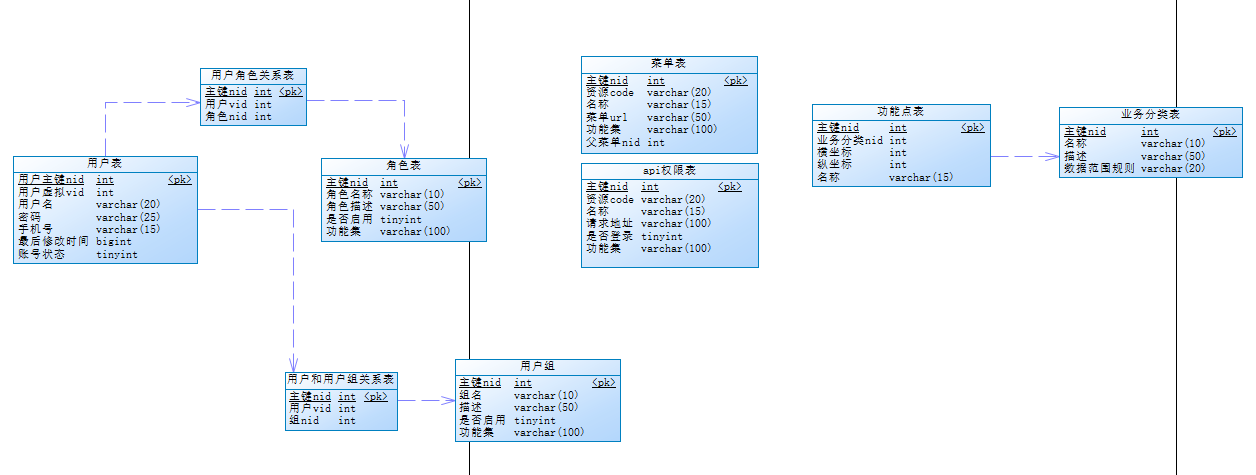 用户角色关系表
主键nid int <pk>
用户vid int
角色nid int
用户表
用户主键nid int <pk>
用户虚拟vid int
用户名 varchar(20)
密码 varchar(25)
手机号 varchar(15)
最后修改时间 bigint
账号状态 tinyint
角色表
主键nid int <pk>
角色名称 varchar(10)
角色描述 varchar(50)
是否启用 tinyint
功能集 varchar(100)
用户和用户组关系表
主键nid int <pk>
用户vid int
组nid int
用户组
主键nid int <pk>
组名 varchar(10)
描述 varchar(50)
是否启用 tinyint
功能集 varchar(100)
菜单表
主键nid int <pk>
资源code varchar(20)
名称 varchar(15)
菜单url varchar(50)
功能集 varchar(100)
父菜单nid int
api权限表
主键nid int <pk>
资源code varchar(20)
名称 varchar(15)
请求地址 varchar(100)
是否登录 tinyint
功能集 varchar(100)
功能点表
主键nid int <pk>
业务分类nid int
横坐标 int
纵坐标 int
名称 varchar(15)
业务分类表
主键nid int <pk>
名称 varchar(10)
描述 varchar(50)
数据范围规则 varchar(20)